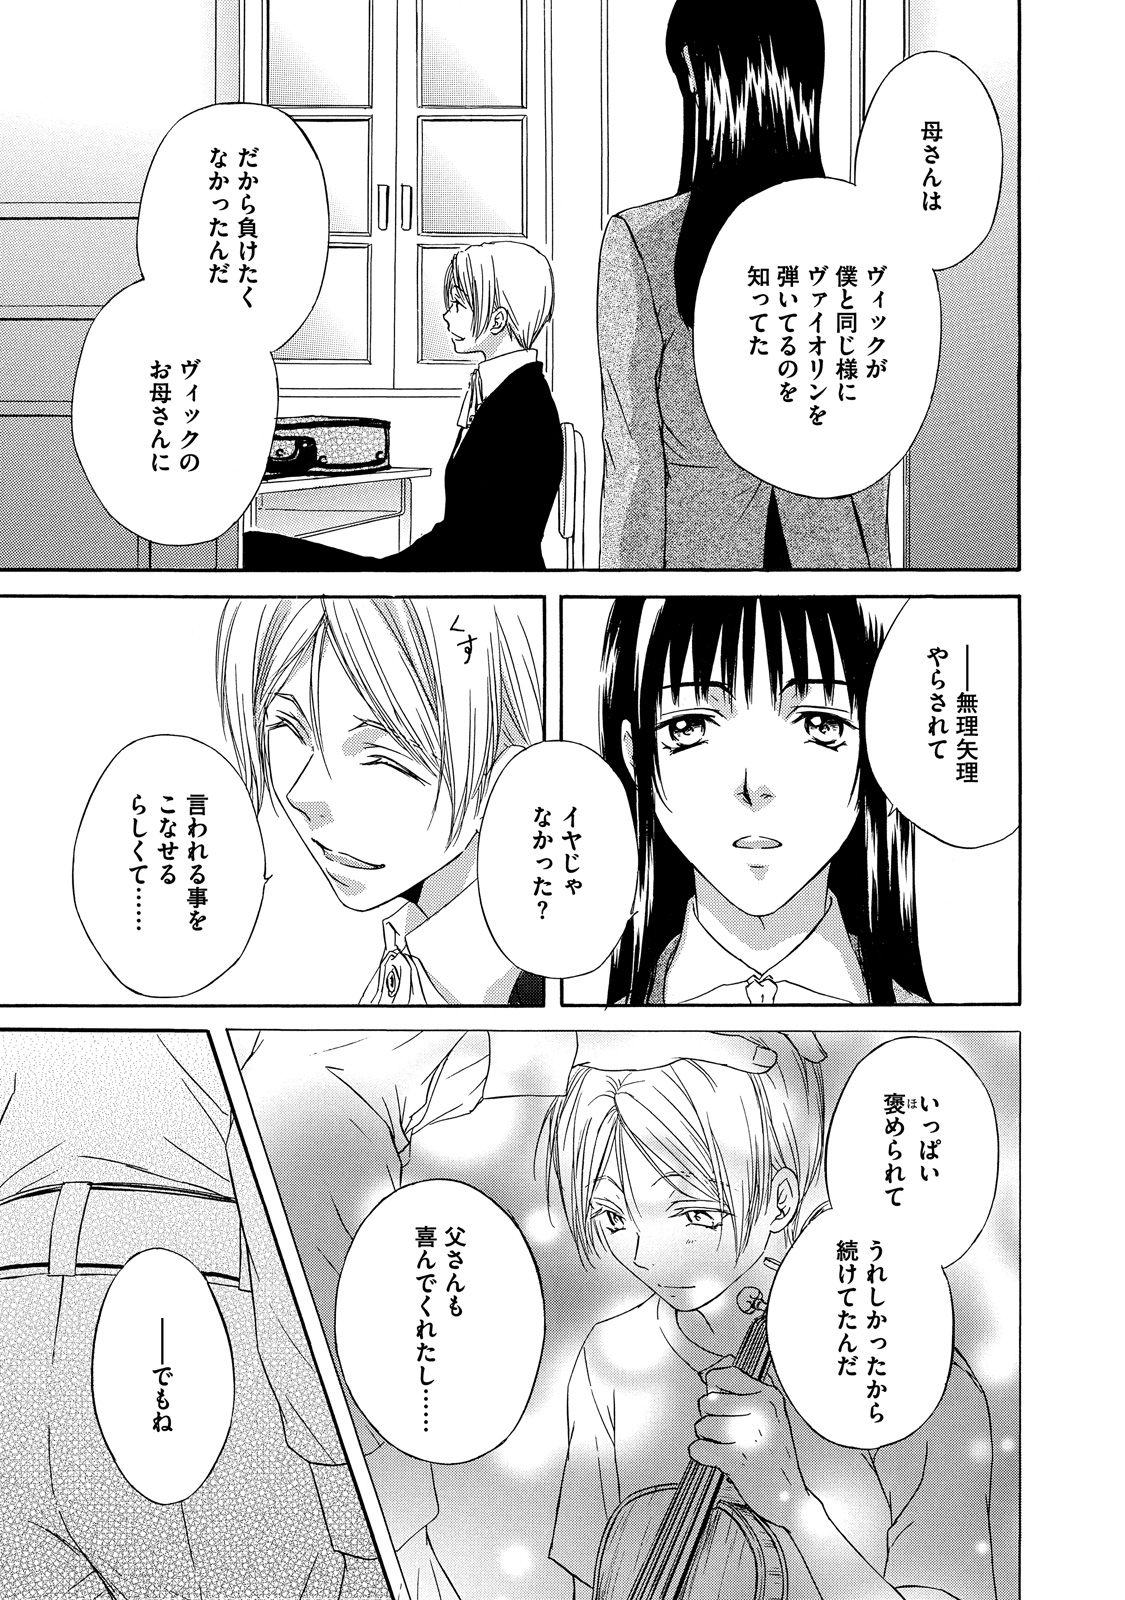 母さんは
ヴィックが
僕と同じ様に
ヴァイオリンを
弾いてるのを
知ってた
だから負けたく
なかったんだ
ヴィックの
お母さんに
――無理矢理
やらされて
イヤじゃ
なかった?
くす
言われる事を
こなせる
らしくて……
いっぱい
褒められて
ほ
うれしかったから
続けてたんだ
父さんも
喜んでくれたし……
――でもね